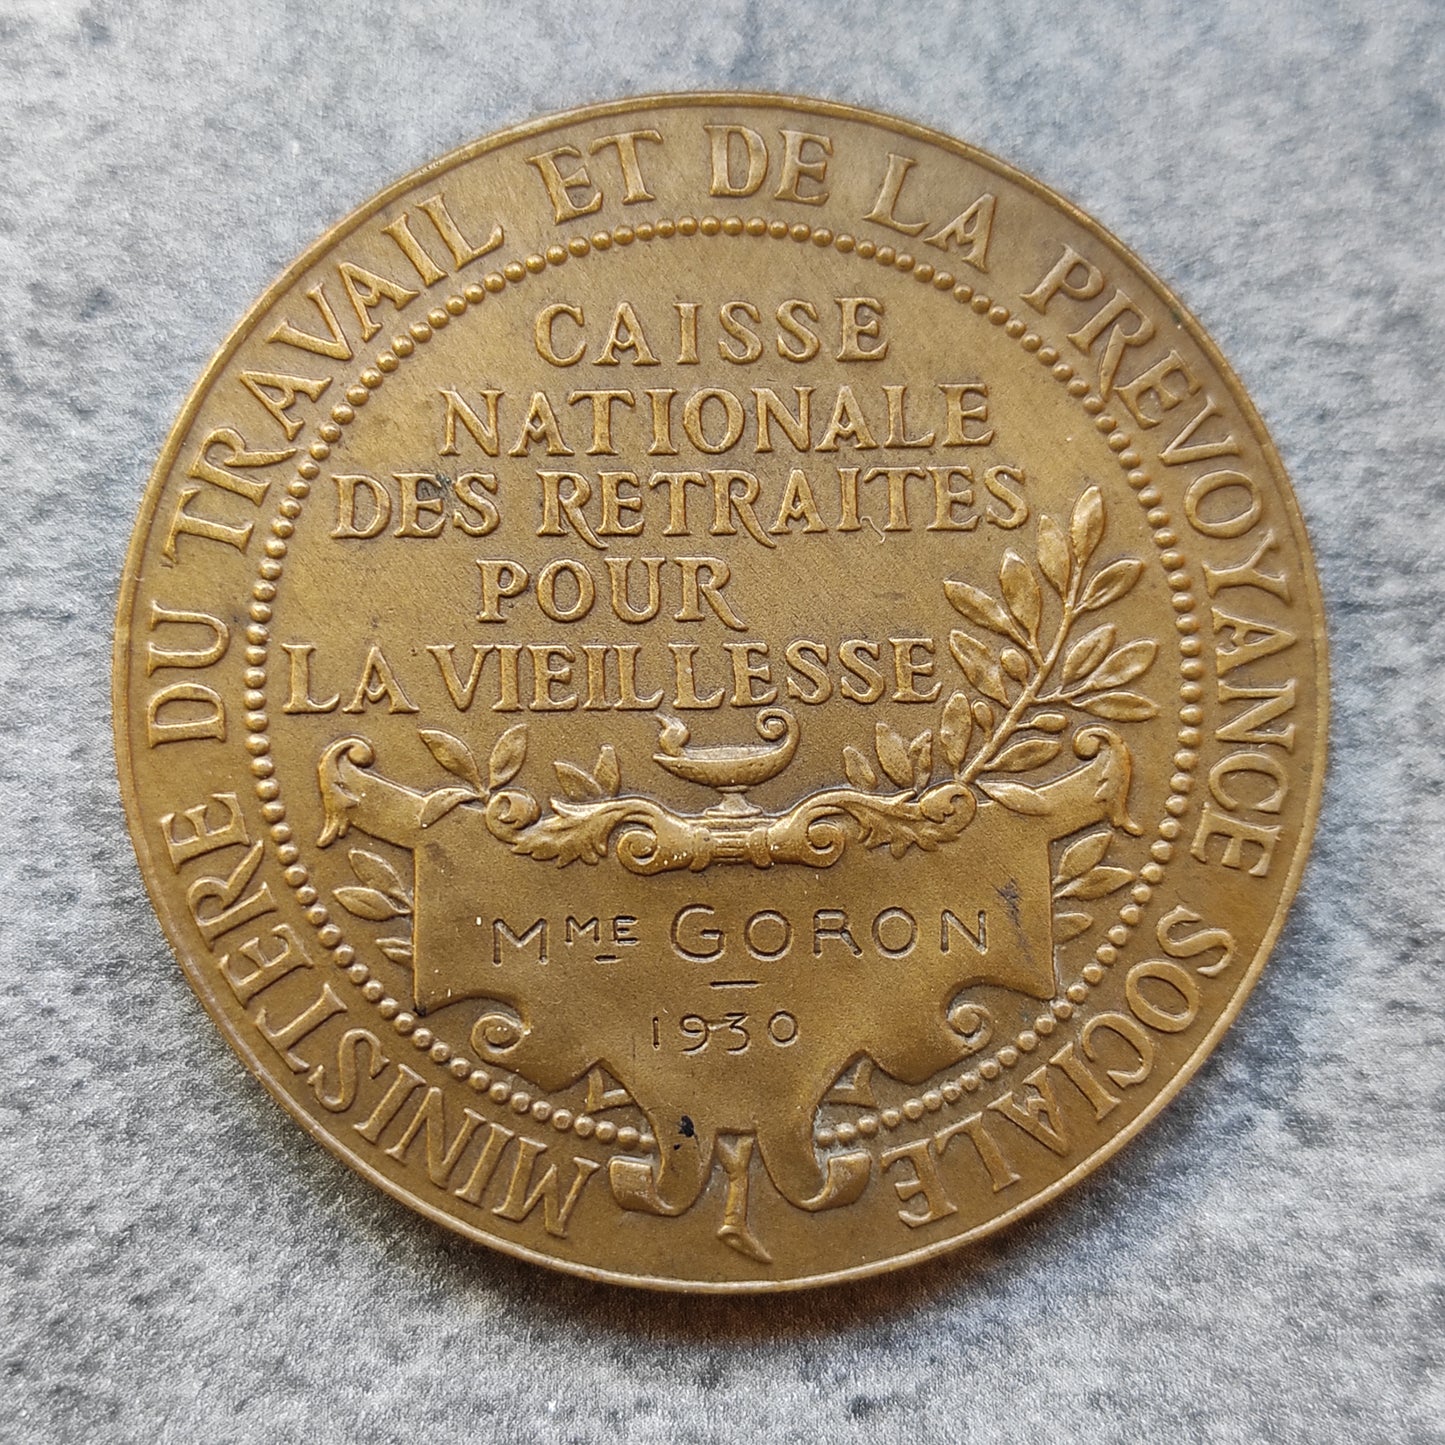 MINISTERE DU TRAVAIL ET DE LA PREVOYANCE SOCIALE
CAISSE
NATIONALE
DES RETRAITES
POUR
LA VIEILLESSE
MME GORON
1930